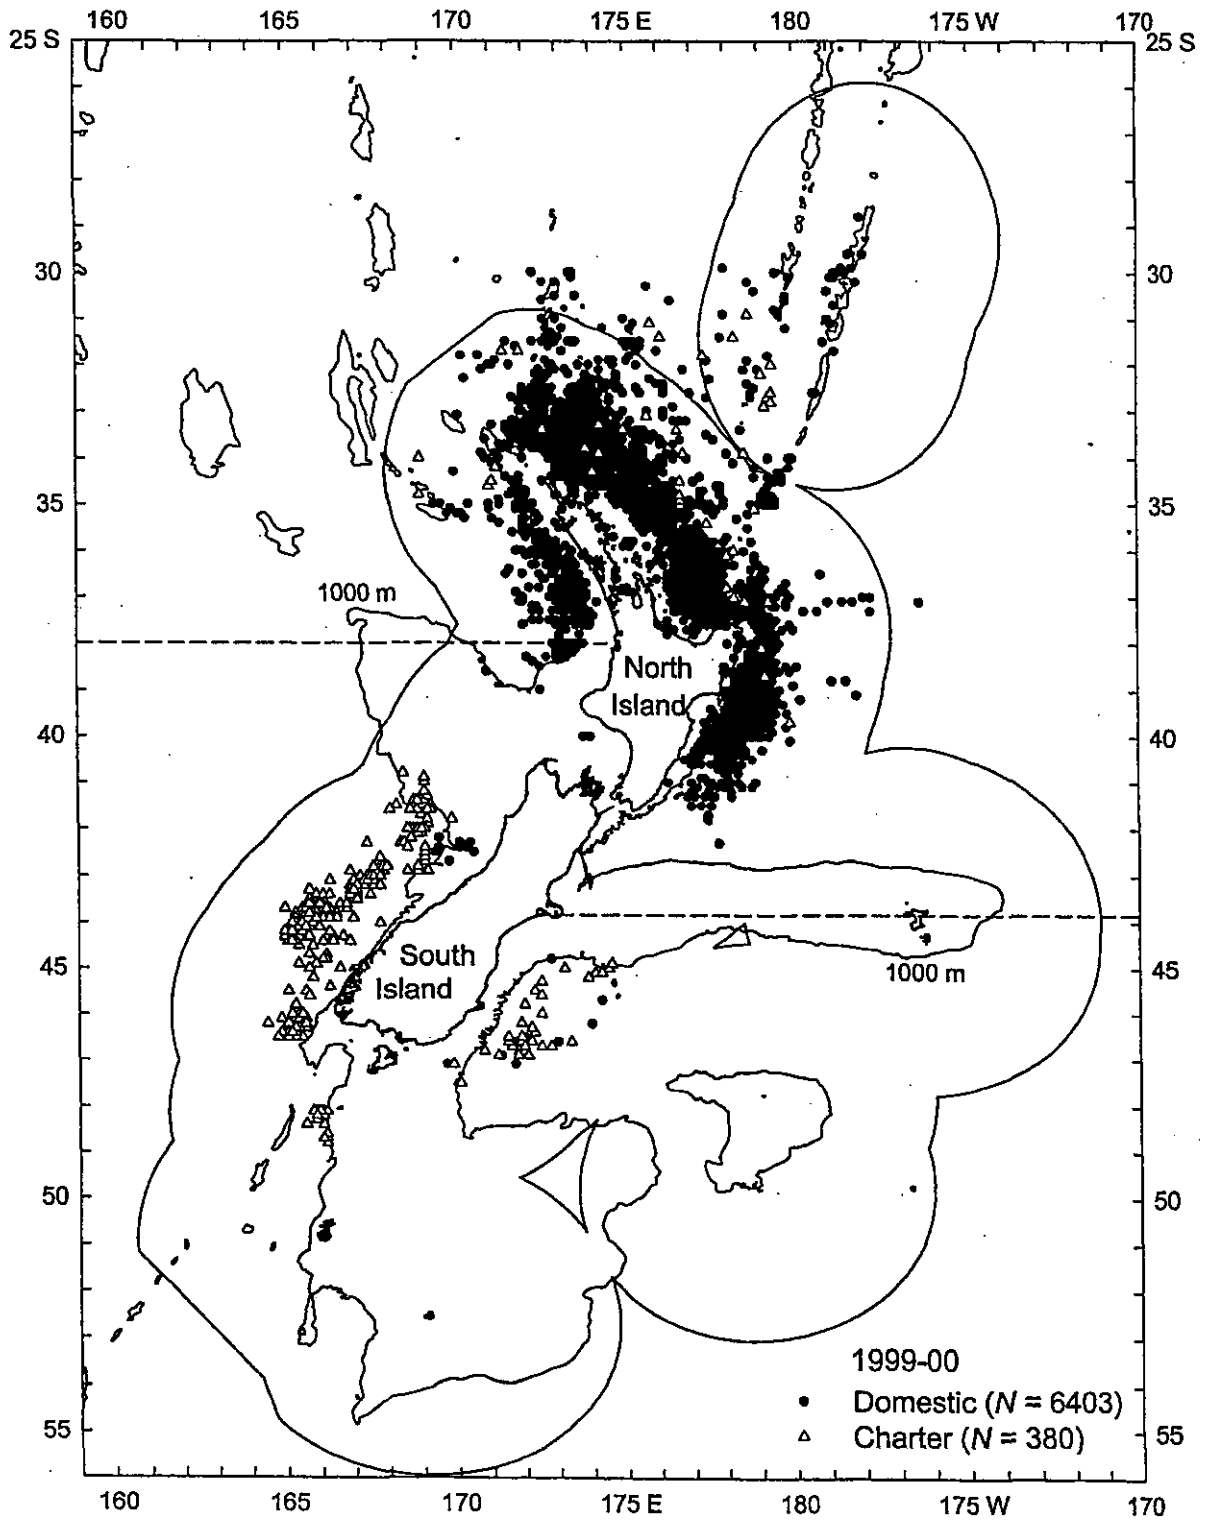 160 165 170 175 E 180 175 W 170
25 S 25 S
30 30
35 35
1000 m
North
Island
40 40
South
Island
1000 m
45 45
50 50
1999-00
Domestic (N = 6403)
Charter (N = 380)
55 55
160 165 170 175 E 180 175 W 170